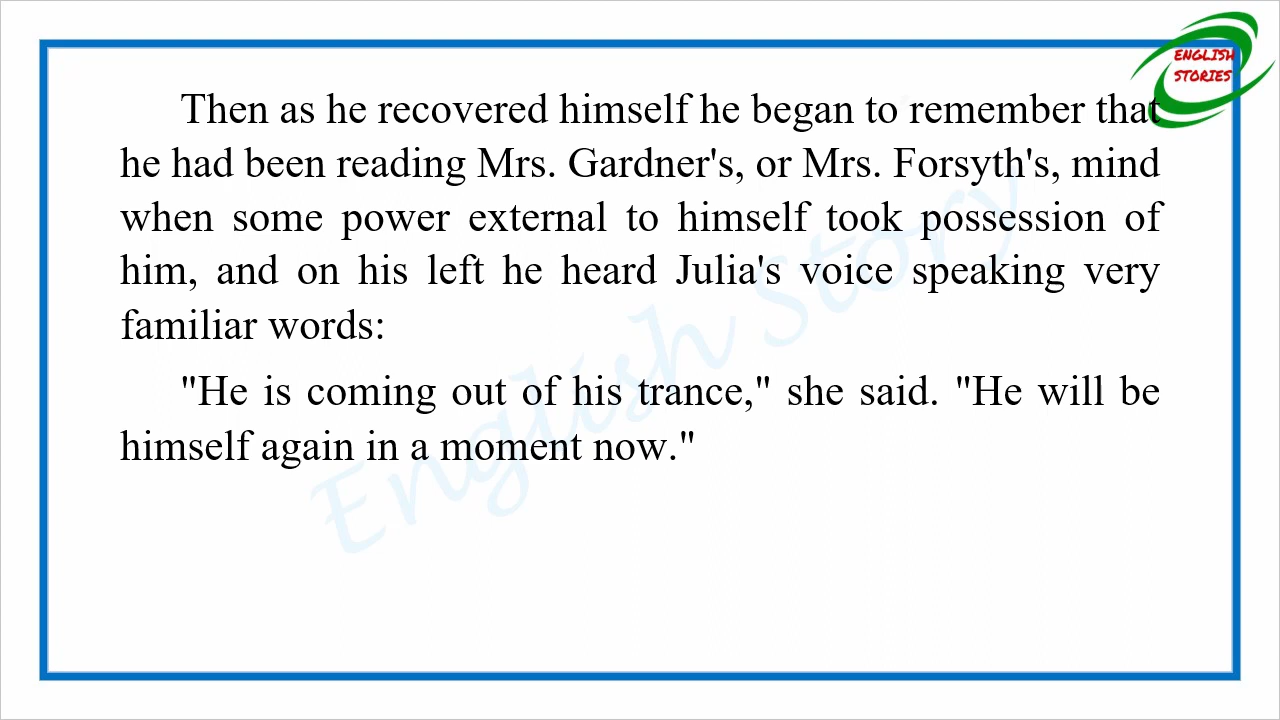 ENGLISH
STORIES
Then as he recovered himself he began to remember that
he had been reading Mrs. Gardner's, or Mrs. Forsyth's, mind
when some power external to himself took possession of
him, and on his left he heard Julia's voice speaking very
familiar words:
"He is coming out of his trance," she said. "He will be
himself again in a moment now."
English Story